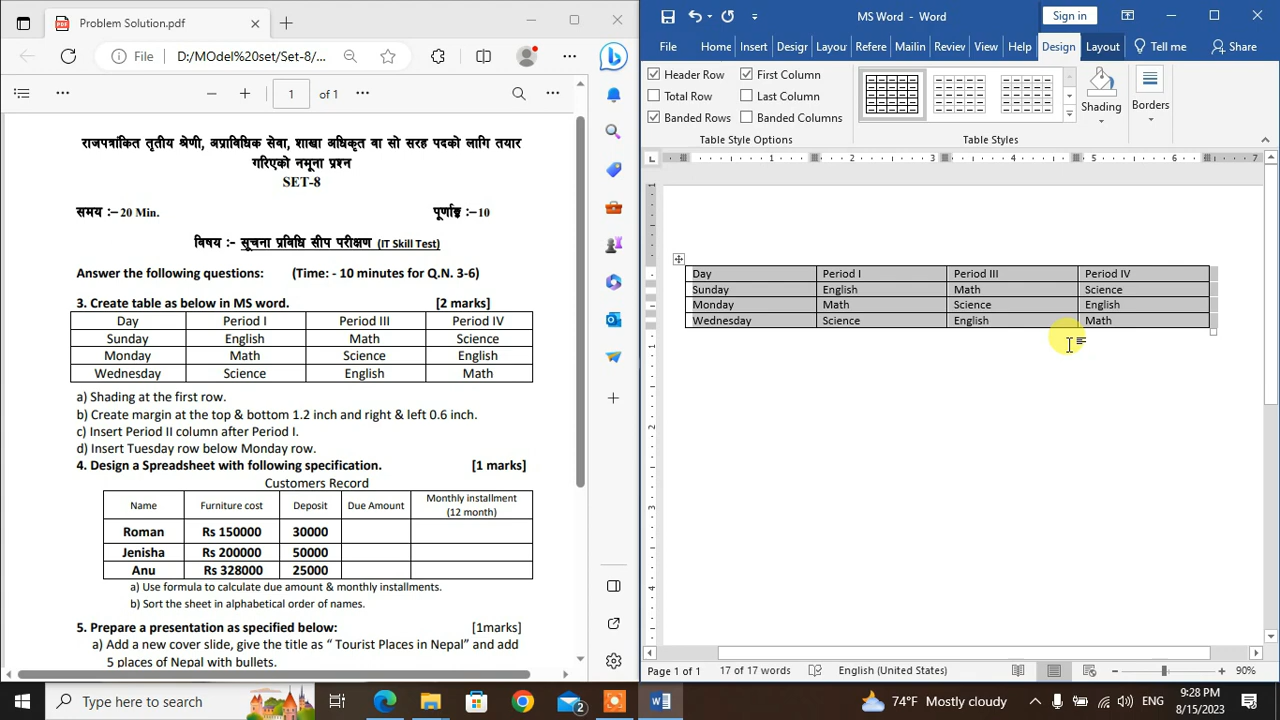 Problem Solution.pdf
File
D:/MOdel%20set/Set-8/...
1 of 1
राजपत्रांकित तृतीय श्रेणी, अप्राविधिक सेवा, शाखा अधिकृत वा सो सरह पदको लागि तयार
गरिएको नमूना प्रश्न
SET-8
समय :– 20 Min. पूर्णाङ्क :–10
विषय :- सूचना प्रविधि सीप परीक्षण (IT Skill Test)
Answer the following questions: (Time: - 10 minutes for Q.N. 3-6)
3. Create table as below in MS word. [2 marks]
Day Period I Period III Period IV
Sunday English Math Science
Monday Math Science English
Wednesday Science English Math
a) Shading at the first row.
b) Create margin at the top & bottom 1.2 inch and right & left 0.6 inch.
c) Insert Period II column after Period I.
d) Insert Tuesday row below Monday row.
4. Design a Spreadsheet with following specification. [1 marks]
Customers Record
Name Furniture cost Deposit Due Amount Monthly installment
(12 month)
Roman Rs 150000 30000
Jenisha Rs 200000 50000
Anu Rs 328000 25000
a) Use formula to calculate due amount & monthly installments.
b) Sort the sheet in alphabetical order of names.
5. Prepare a presentation as specified below: [1marks]
a) Add a new cover slide, give the title as “ Tourist Places in Nepal” and add
5 places of Nepal with bullets.
MS Word - Word
Sign in
File Home Insert Design Layou Refere Mailin Reviev View Help Design Layout Tell me Share
Header Row First Column
Total Row Last Column
Banded Rows Banded Columns
Shading Borders
Table Style Options Table Styles
1 2 3 4 5 6 7
Day Period I Period III Period IV
Sunday English Math Science
Monday Math Science English
Wednesday Science English Math
Page 1 of 1 17 of 17 words English (United States) 90%
Type here to search
2
74°F Mostly cloudy
ENG
9:28 PM
8/15/2023